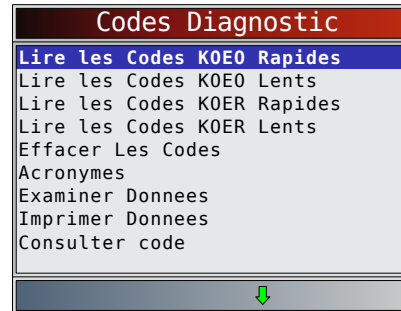 Codes Diagnostic
Lire les Codes KOEO Rapides
Lire les Codes KOEO Lents
Lire les Codes KOER Rapides
Lire les Codes KOER Lents
Effacer Les Codes
Acronymes
Examiner Donnees
Imprimer Donnees
Consulter code